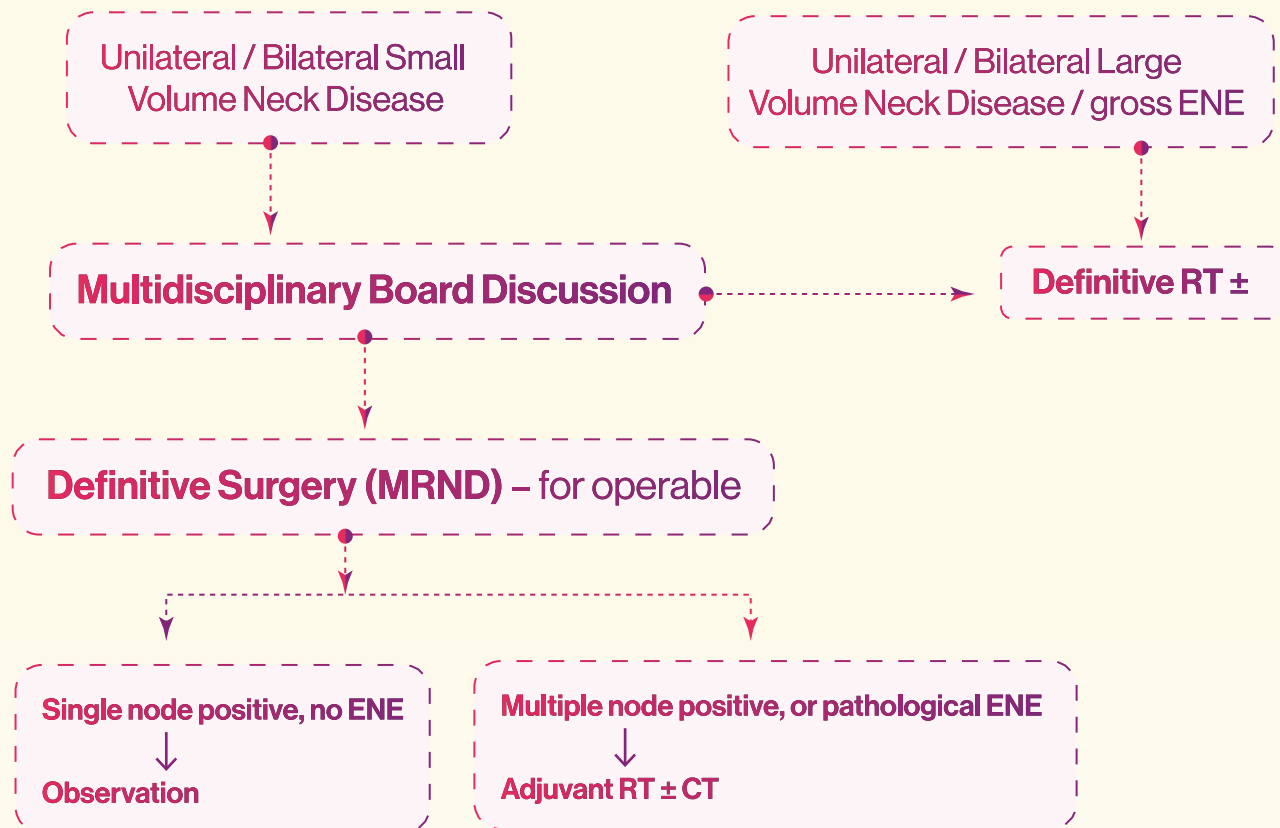 Unilateral / Bilateral Small
Volume Neck Disease
Unilateral / Bilateral Large
Volume Neck Disease / gross ENE
Multidisciplinary Board Discussion
Definitive RT ±
Definitive Surgery (MRND) – for operable
Single node positive, no ENE
Observation
Multiple node positive, or pathological ENE
Adjuvant RT ± CT